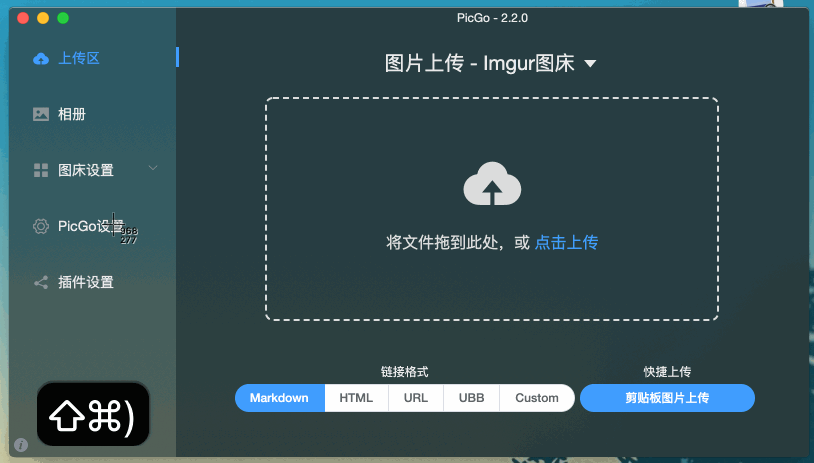 PicGo - 2.2.0
上传区
相册
图床设置
PicGo设置
插件设置
图片上传 - Imgur图床
将文件拖到此处，或 点击上传
链接格式
快捷上传
Markdown HTML URL UBB Custom
剪贴板图片上传
968
277
⇧⌘)